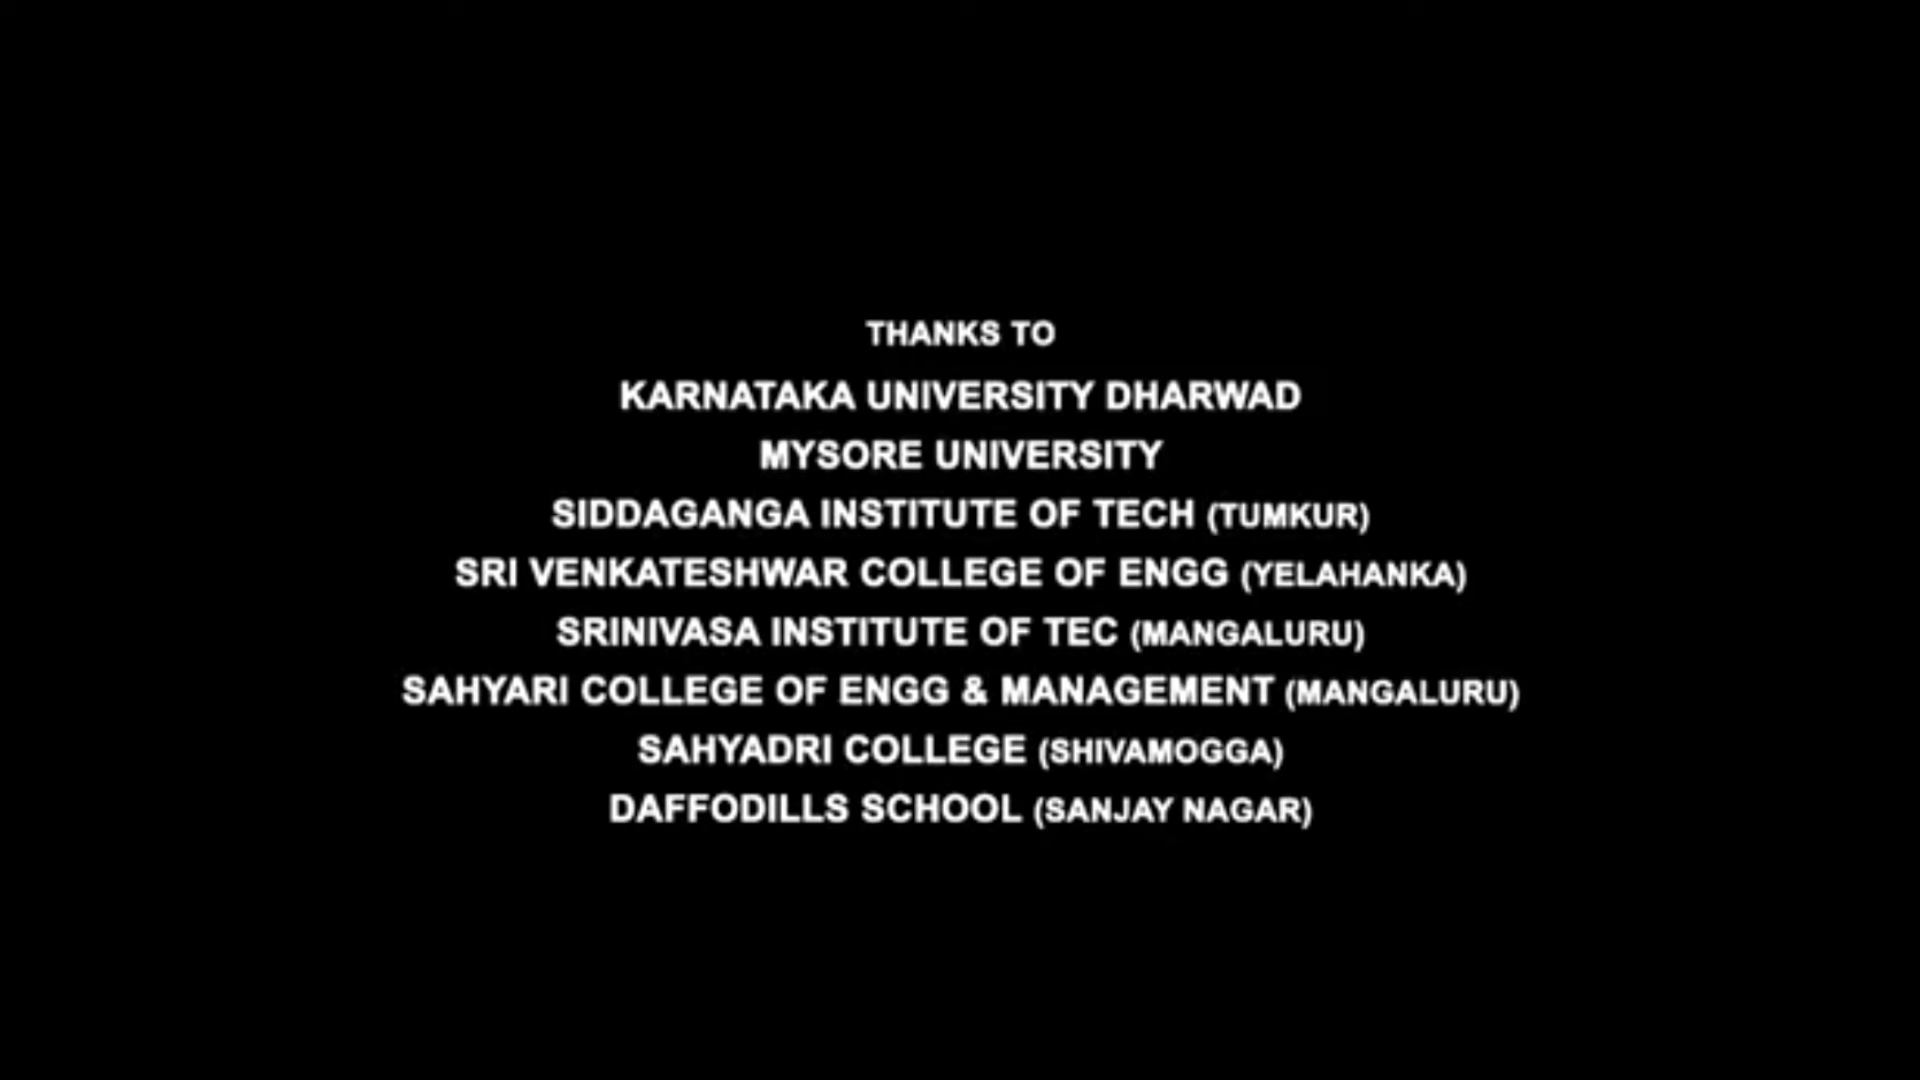 THANKS TO
KARNATAKA UNIVERSITY DHARWAD
MYSORE UNIVERSITY
SIDDAGANGA INSTITUTE OF TECH (TUMKUR)
SRI VENKATESHWAR COLLEGE OF ENGG (YELAHANKA)
SRINIVASA INSTITUTE OF TEC (MANGALURU)
SAHYARI COLLEGE OF ENGG & MANAGEMENT (MANGALURU)
SAHYADRI COLLEGE (SHIVAMOGGA)
DAFFODILLS SCHOOL (SANJAY NAGAR)